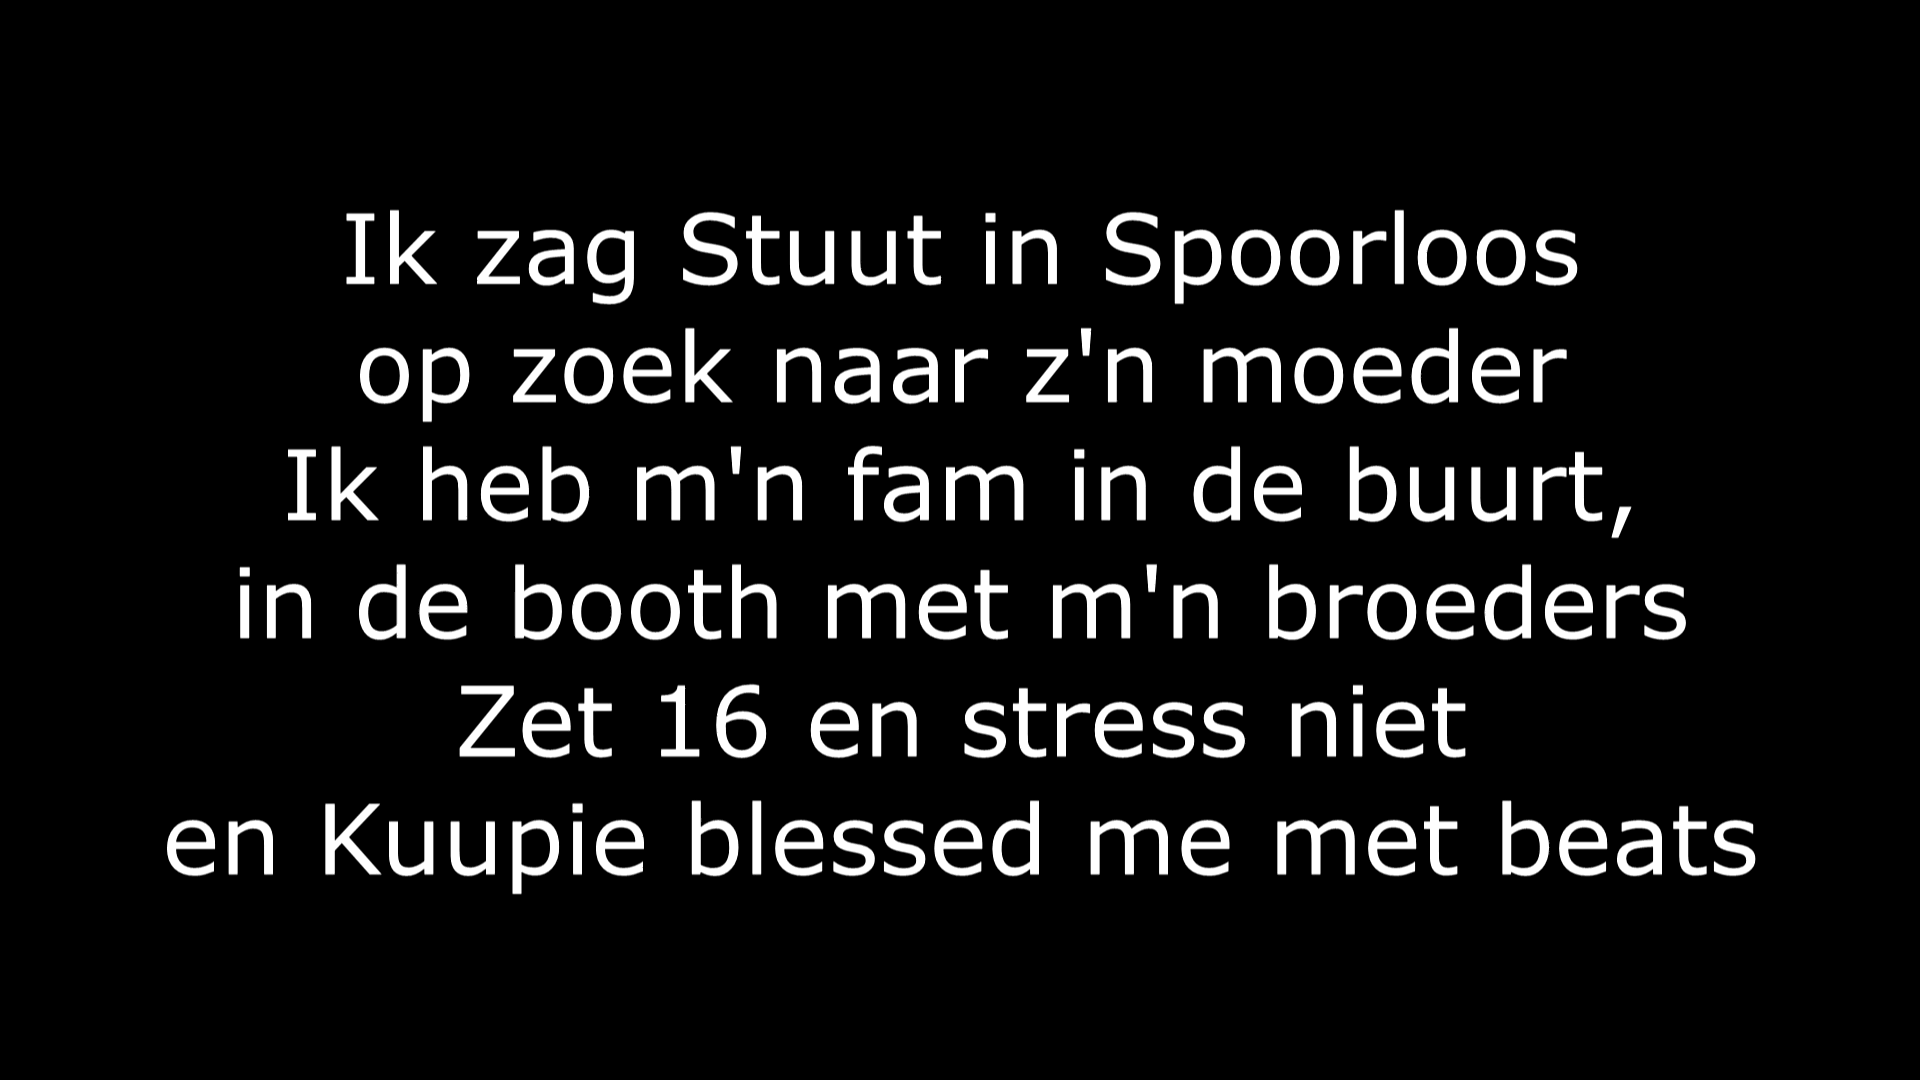 Ik zag Stuut in Spoorloos
op zoek naar z'n moeder
Ik heb m'n fam in de buurt,
in de booth met m'n broeders
Zet 16 en stress niet
en Kuupie blessed me met beats